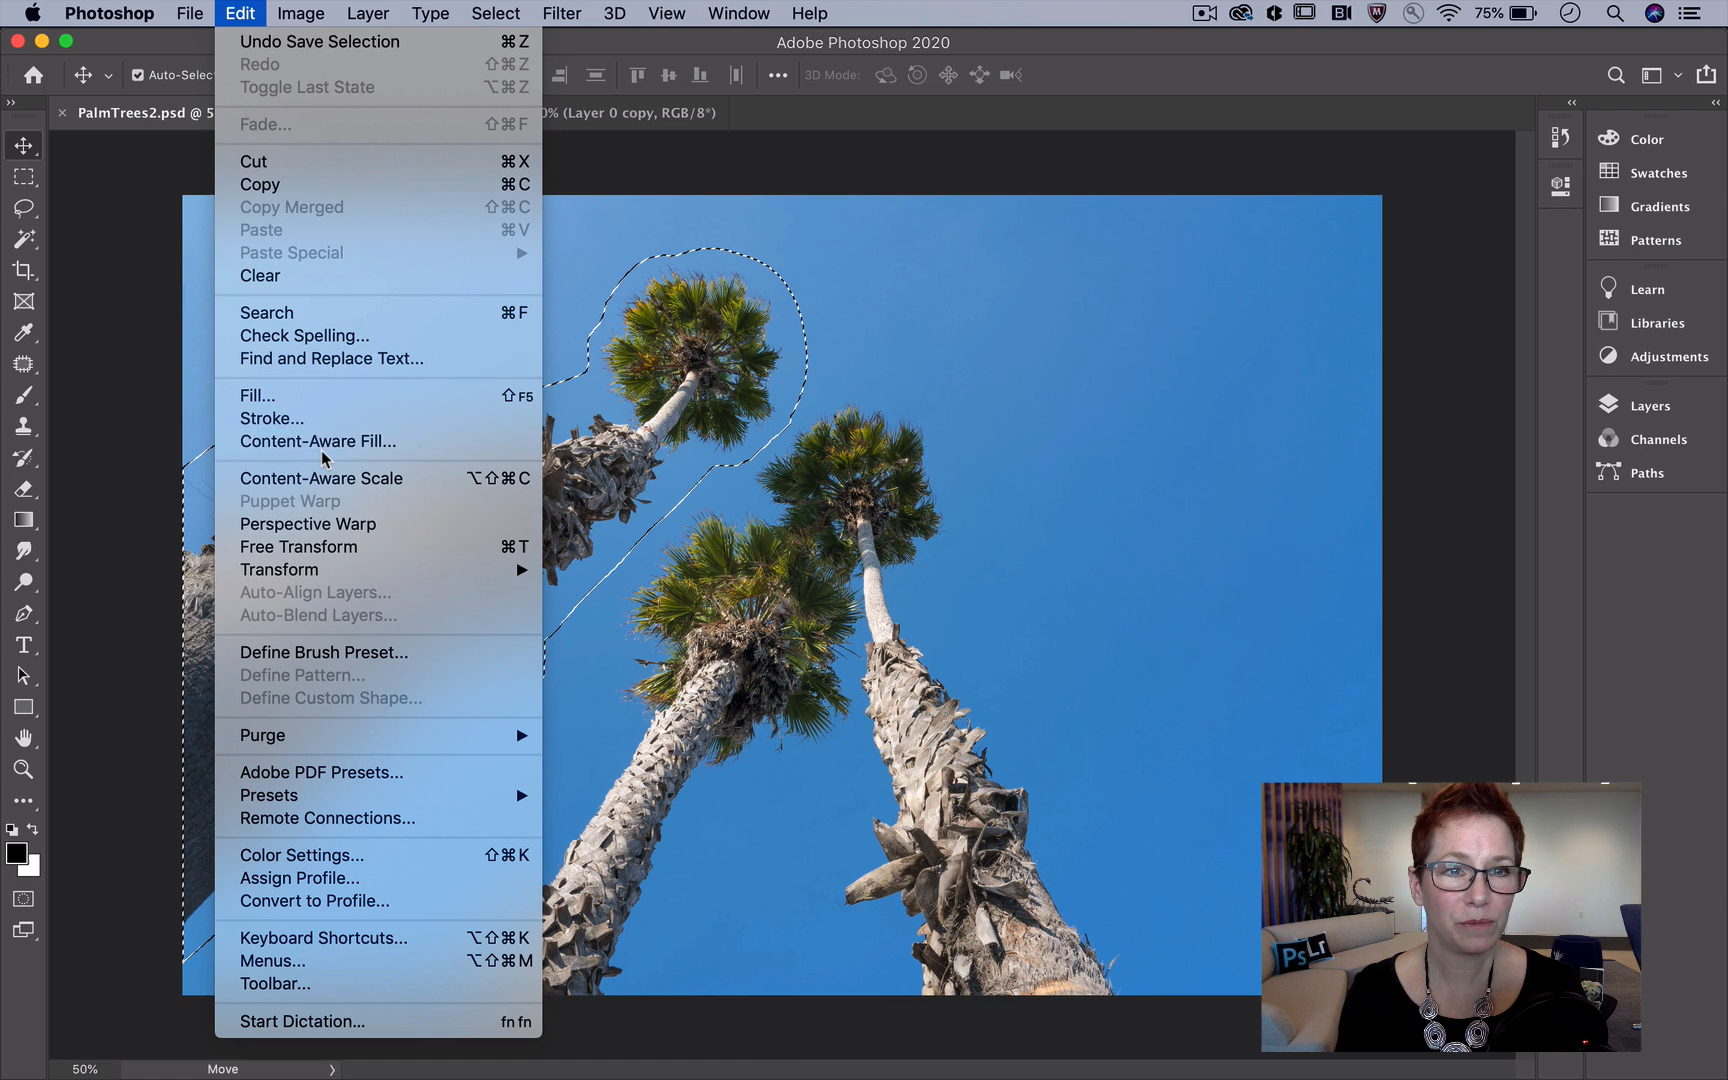 Photoshop File Edit Image Layer Type Select Filter 3D View Window Help 75%
Adobe Photoshop 2020
Auto-Selec 3D Mode:
PalmTrees2.psd @ 5 0% (Layer 0 copy, RGB/8*)
Undo Save Selection ⌘Z
Redo ⇧⌘Z
Toggle Last State ⌥⌘Z
Fade... ⇧⌘F
Cut ⌘X
Copy ⌘C
Copy Merged ⇧⌘C
Paste ⌘V
Paste Special
Clear
Search ⌘F
Check Spelling...
Find and Replace Text...
Fill... ⇧F5
Stroke...
Content-Aware Fill...
Content-Aware Scale ⌥⇧⌘C
Puppet Warp
Perspective Warp
Free Transform ⌘T
Transform
Auto-Align Layers...
Auto-Blend Layers...
Define Brush Preset...
Define Pattern...
Define Custom Shape...
Purge
Adobe PDF Presets...
Presets
Remote Connections...
Color Settings... ⇧⌘K
Assign Profile...
Convert to Profile...
Keyboard Shortcuts... ⌥⇧⌘K
Menus... ⌥⇧⌘M
Toolbar...
Start Dictation... fn fn
Color
Swatches
Gradients
Patterns
Learn
Libraries
Adjustments
Layers
Channels
Paths
Ps Lr
50% Move